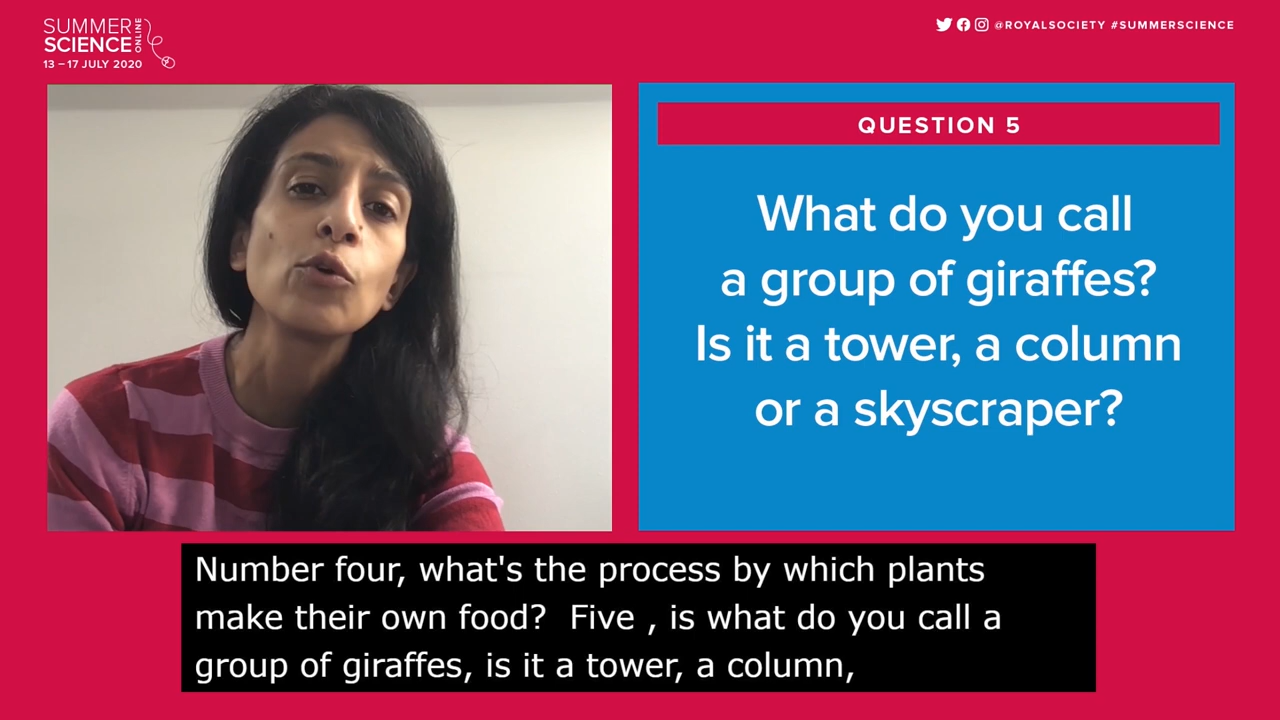 SUMMER
SCIENCE
ONLINE
13 – 17 JULY 2020
@ROYALSOCIETY #SUMMERSCIENCE
QUESTION 5
What do you call
a group of giraffes?
Is it a tower, a column
or a skyscraper?
Number four, what's the process by which plants
make their own food?  Five , is what do you call a
group of giraffes, is it a tower, a column,